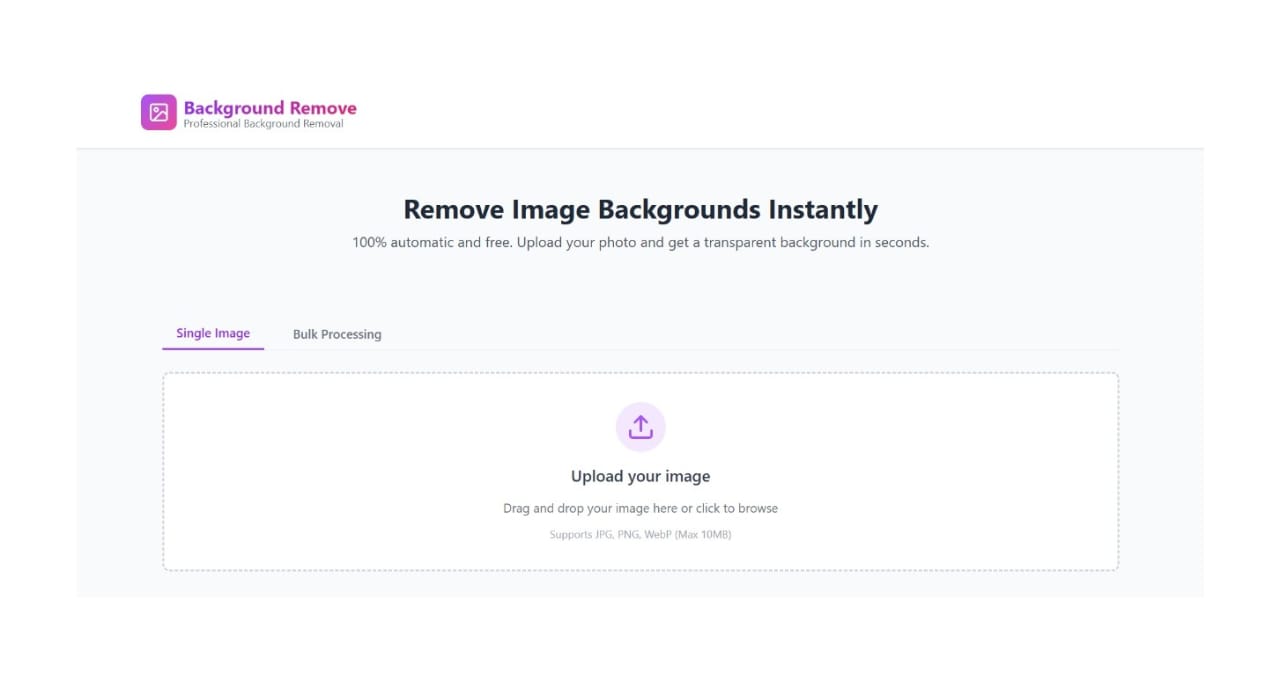 Background Remove
Professional Background Removal
Remove Image Backgrounds Instantly
100% automatic and free. Upload your photo and get a transparent background in seconds.
Single Image
Bulk Processing
Upload your image
Drag and drop your image here or click to browse
Supports JPG, PNG, WebP (Max 10MB)